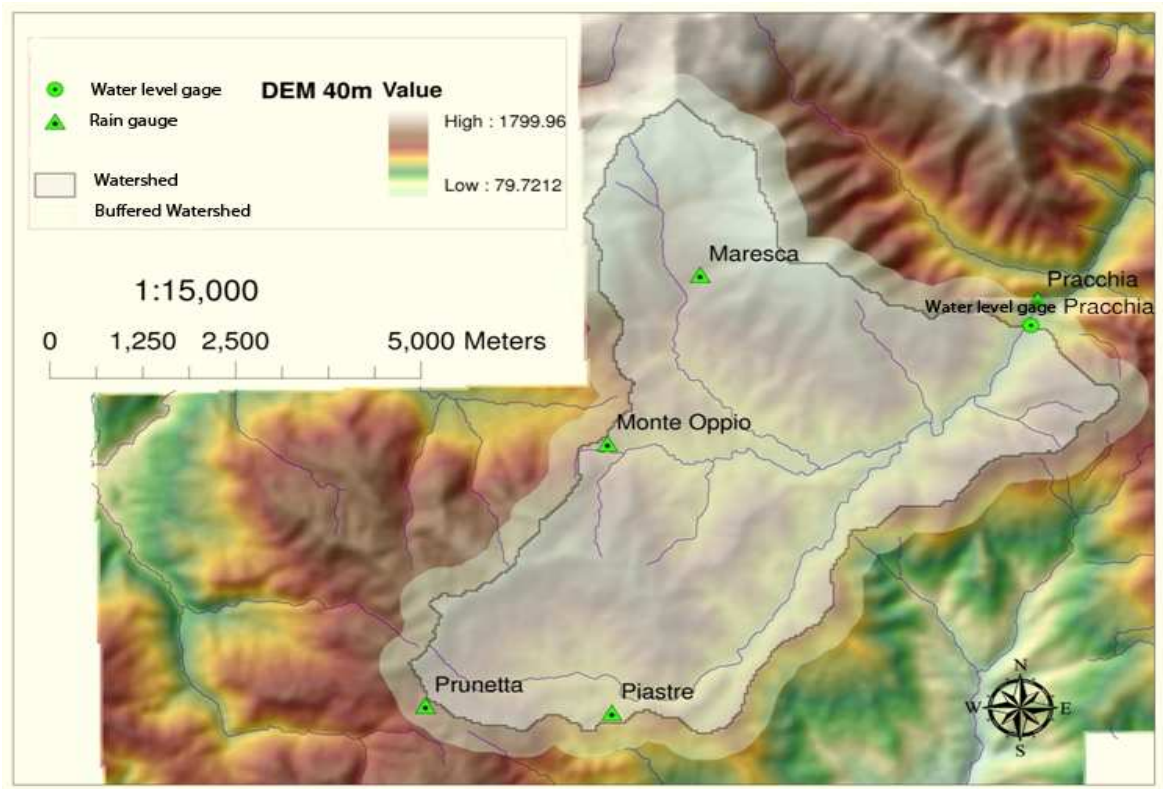 Water level gage
Rain gauge
Watershed
Buffered Watershed
DEM 40m Value
High : 1799.96
Low : 79.7212
1:15,000
0 1,250 2,500 5,000 Meters
Maresca
Pracchia
Water level gage Pracchia
Monte Oppio
Prunetta
Piastre
N
W E
S